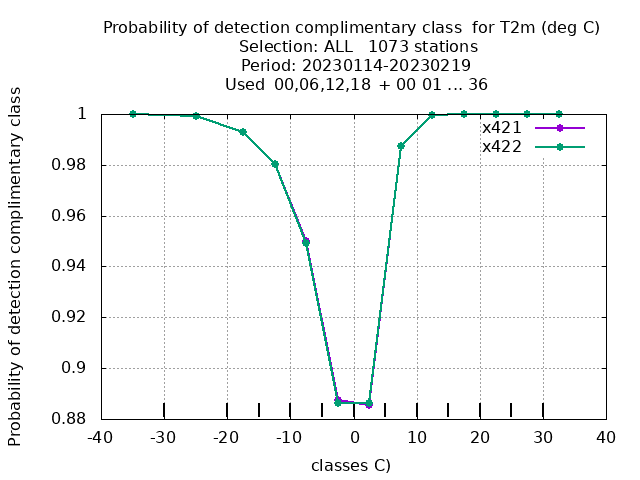 Probability of detection complimentary class  for T2m (deg C)
Selection: ALL   1073 stations
Period: 20230114-20230219
Used  00,06,12,18  + 00 01 ... 36
Probability of detection complimentary class
1
0.98
0.96
0.94
0.92
0.9
0.88
x421
x422
-40
-30
-20
-10
0
10
20
30
40
classes C)